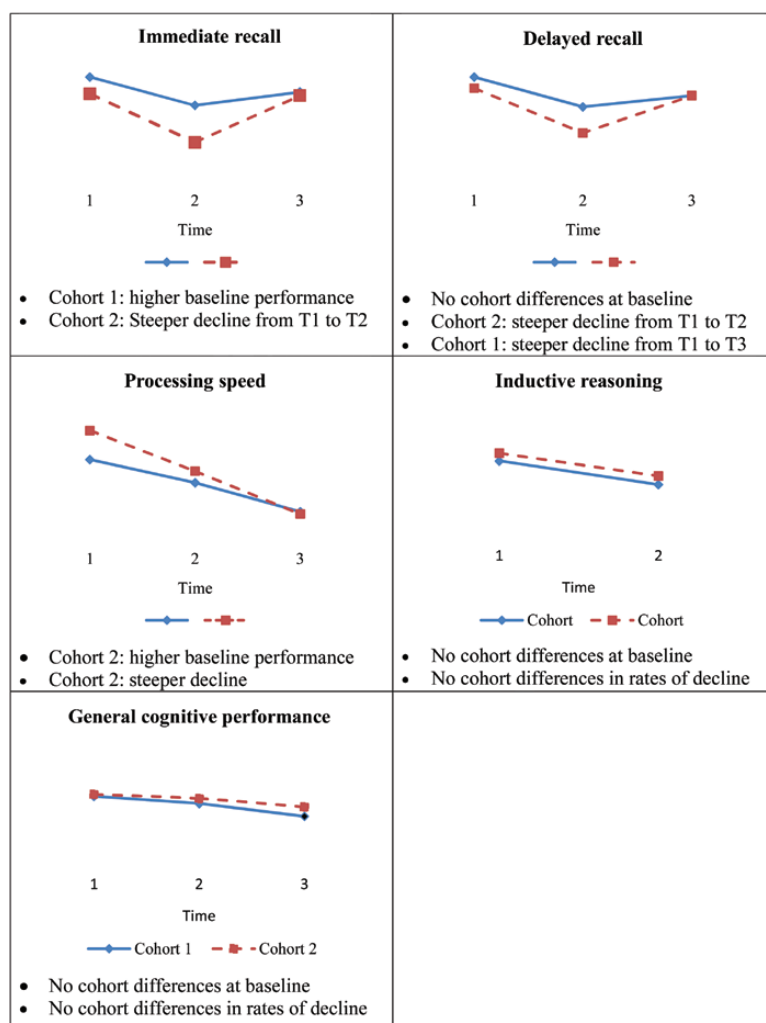 Immediate recall
1 2 3
Time
• Cohort 1: higher baseline performance
• Cohort 2: Steeper decline from T1 to T2
Delayed recall
1 2 3
Time
• No cohort differences at baseline
• Cohort 2: steeper decline from T1 to T2
• Cohort 1: steeper decline from T1 to T3
Processing speed
1 2 3
Time
• Cohort 2: higher baseline performance
• Cohort 2: steeper decline
Inductive reasoning
1 2
Time
Cohort Cohort
• No cohort differences at baseline
• No cohort differences in rates of decline
General cognitive performance
1 2 3
Time
Cohort 1 Cohort 2
• No cohort differences at baseline
• No cohort differences in rates of decline